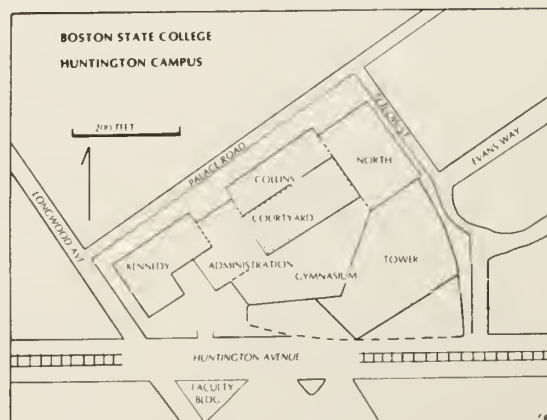 BOSTON STATE COLLEGE
HUNTINGTON CAMPUS
200 FEET
PALACE ROAD
EVANS WAY
LONGWOOD AVE
NORTH
COLLINS
COURTYARD
KENNEDY
ADMINISTRATION
GYMNASIUM
TOWER
HUNTINGTON AVENUE
FACULTY
BLDG.